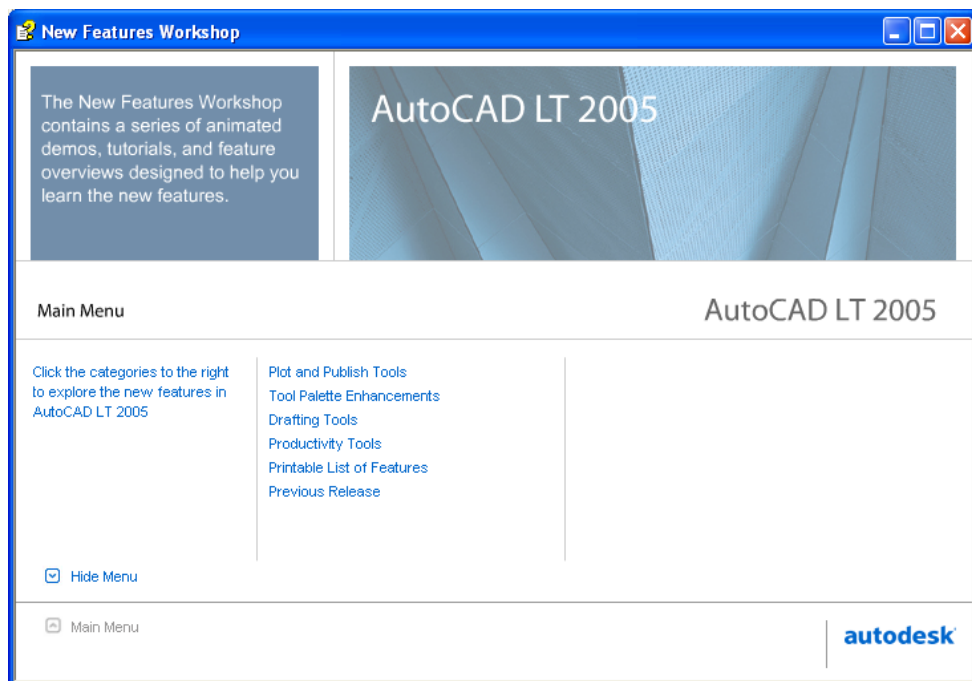 New Features Workshop
The New Features Workshop
contains a series of animated
demos, tutorials, and feature
overviews designed to help you
learn the new features.
AutoCAD LT 2005
Main Menu
AutoCAD LT 2005
Click the categories to the right
to explore the new features in
AutoCAD LT 2005
Plot and Publish Tools
Tool Palette Enhancements
Drafting Tools
Productivity Tools
Printable List of Features
Previous Release
Hide Menu
Main Menu
autodesk